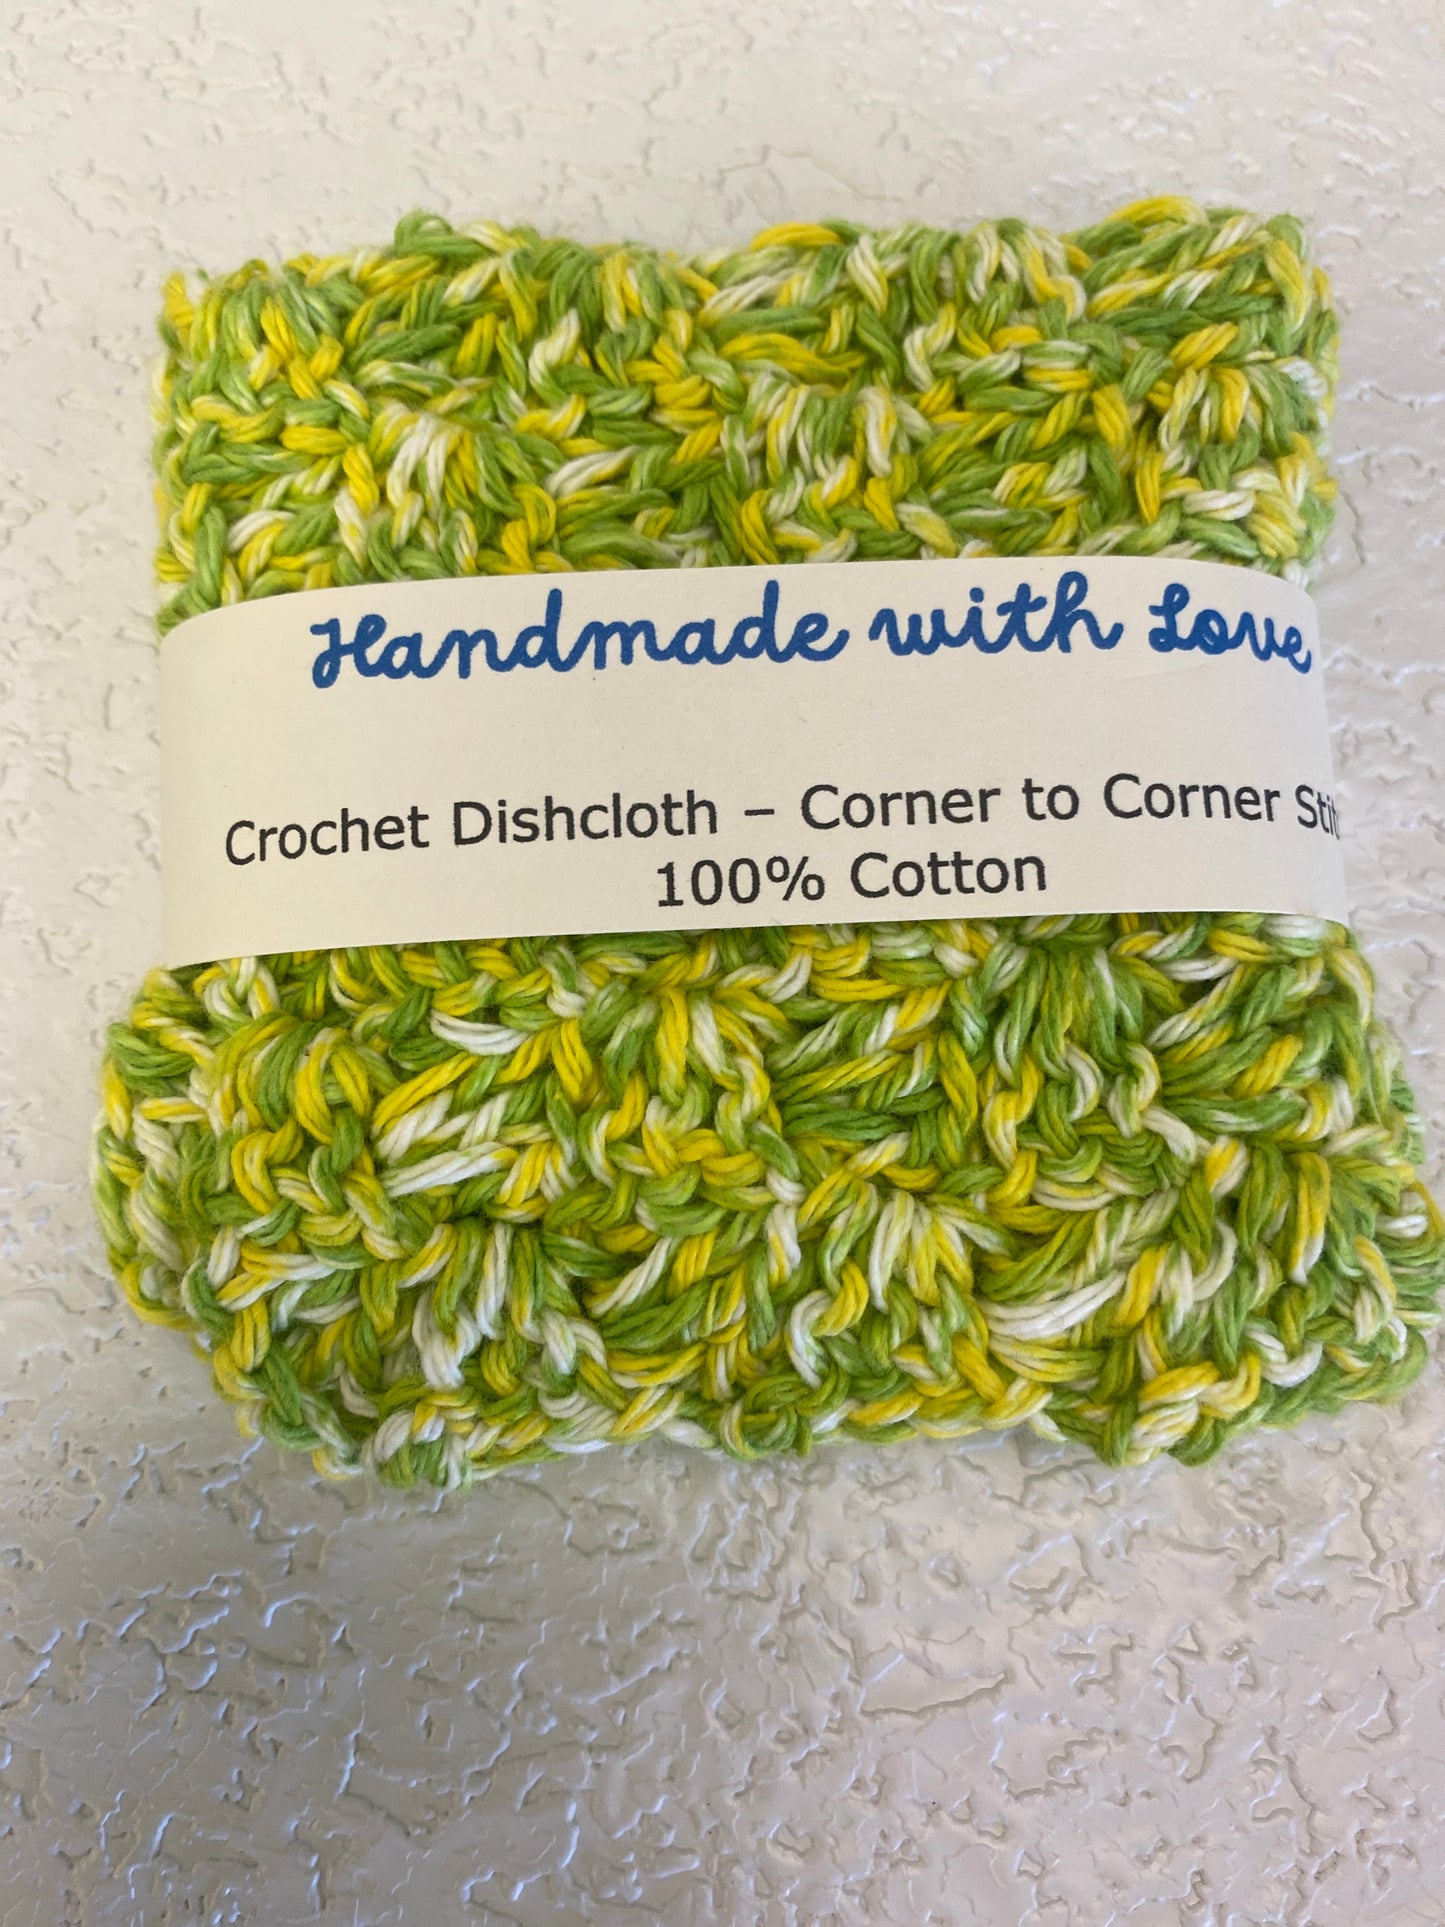 Handmade with Love
Crochet Dishcloth – Corner to Corner
100% Cotton